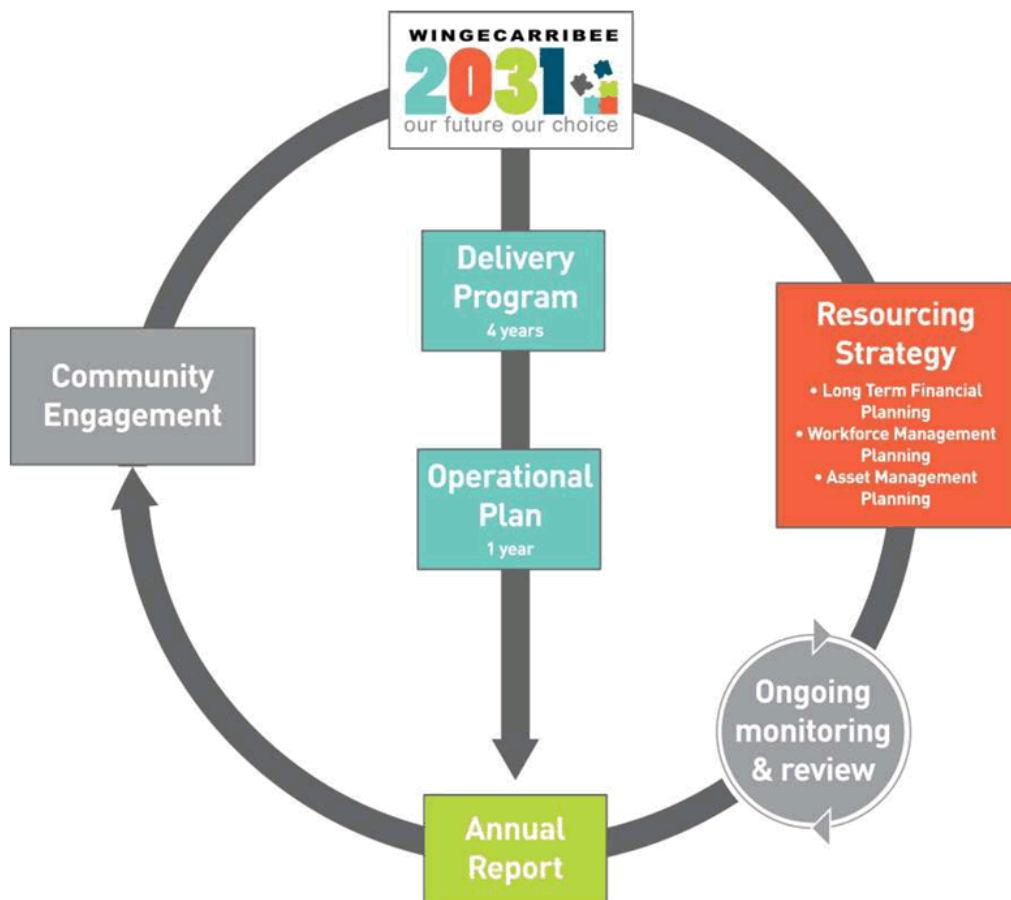 WINGECARRIBEE
2031
our future our choice
Delivery
Program
4 years
Resourcing
Strategy
• Long Term Financial
Planning
• Workforce Management
Planning
• Asset Management
Planning
Community
Engagement
Operational
Plan
1 year
Ongoing
monitoring
& review
Annual
Report